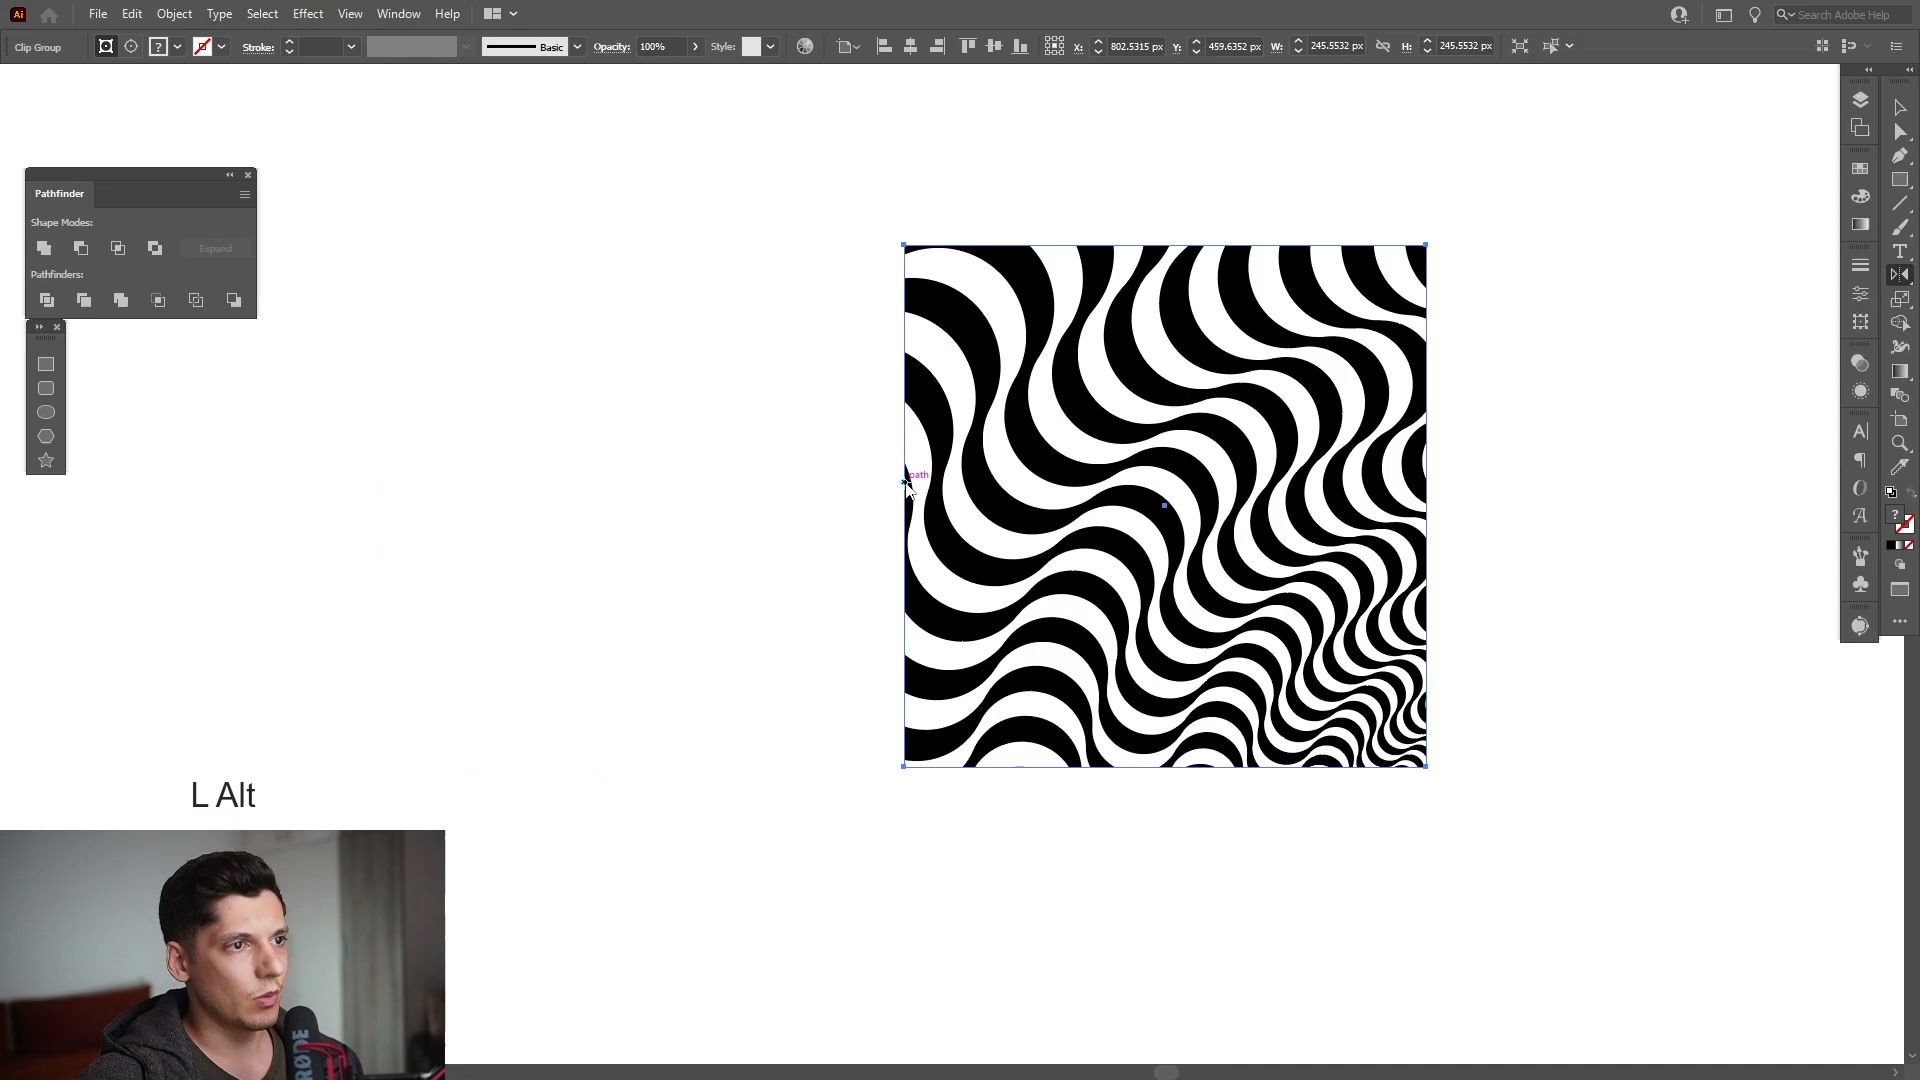 Ai File Edit Object Type Select Effect View Window Help Search Adobe Help
Clip Group ? Stroke: Basic Opacity: 100% Style: X: 802.5315 px Y: 459.6352 px W: 245.5532 px H: 245.5532 px
Pathfinder
Shape Modes:
Expand
Pathfinders:
path
L Alt
RØDE